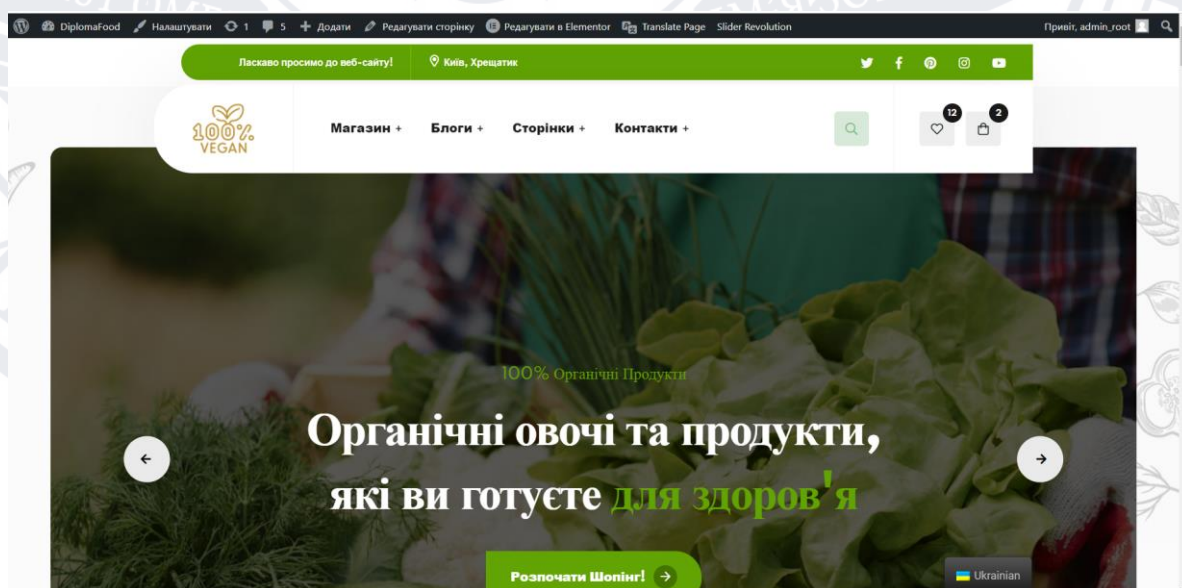 DiplomaFood Налаштувати 1 5 Додати Редагувати сторінку Редагувати в Elementor Translate Page Slider Revolution Привіт, admin_root
Ласкаво просимо до веб-сайту! Київ, Хрещатик
100% VEGAN
Магазин + Блоги + Сторінки + Контакти + 12 2
100% Органічні Продукти
Органічні овочі та продукти,
які ви готуєте для здоров'я
Розпочати Шопінг!
Ukrainian